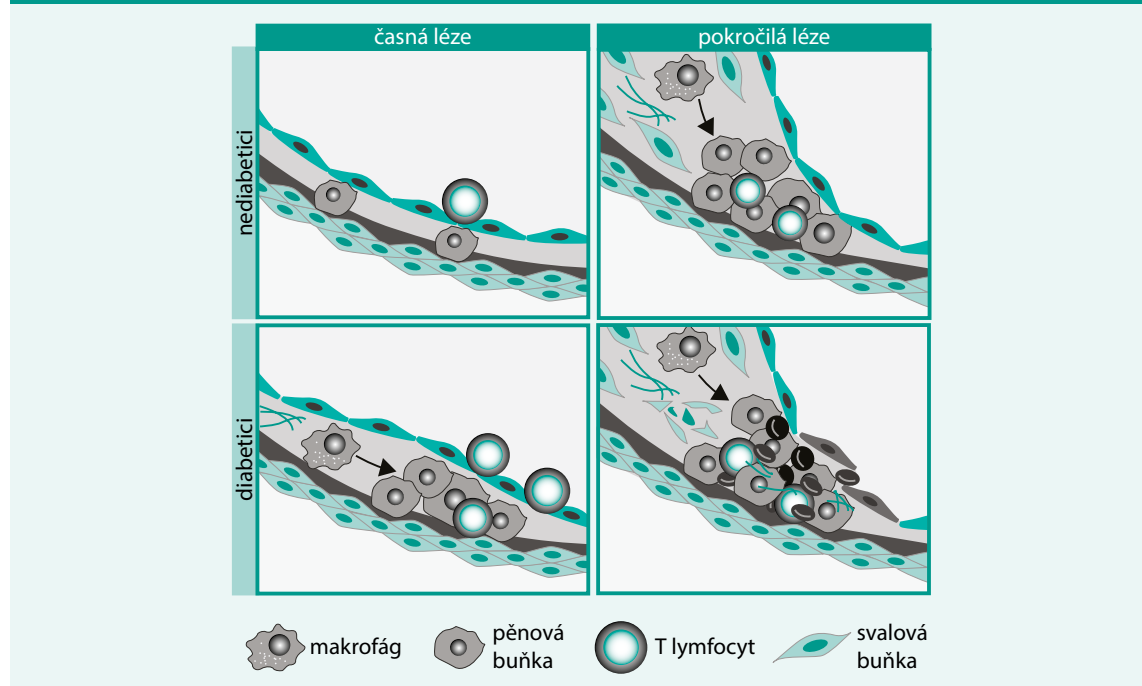 časná léze
pokročilá léze
nediabetici
diabetici
makrofág
pěnová
buňka
T lymfocyt
svalová
buňka